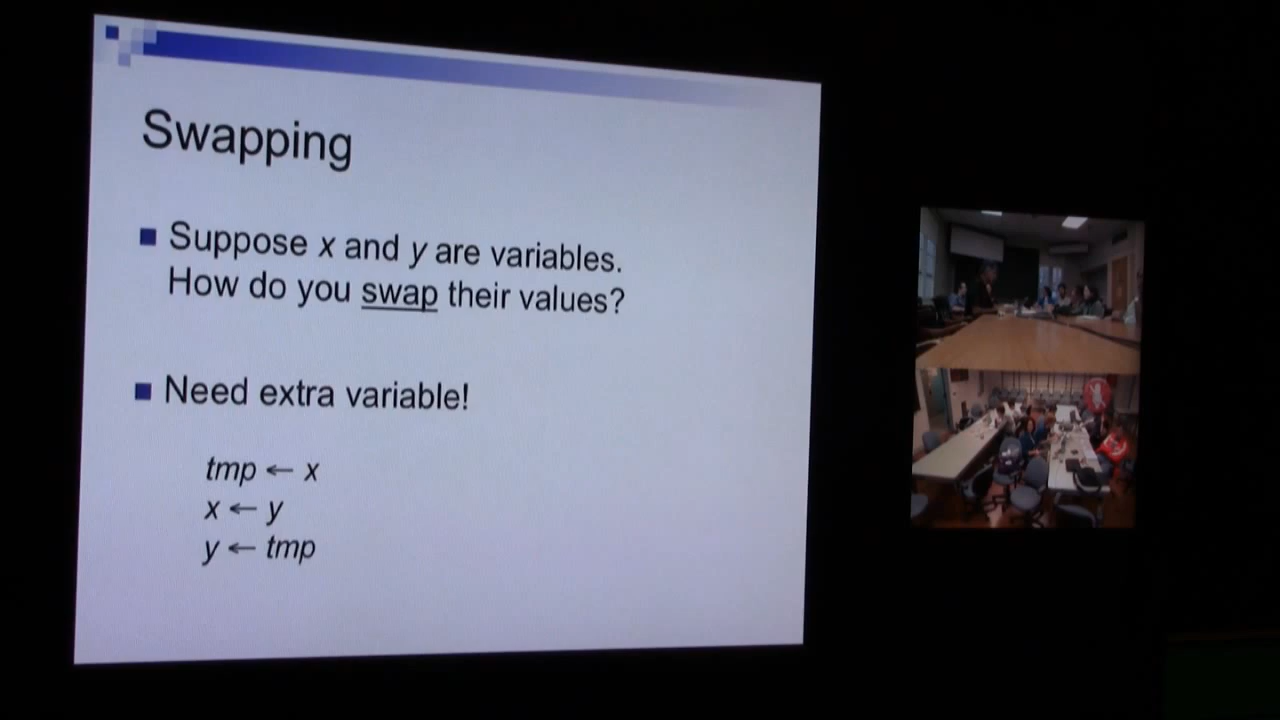 Swapping
Suppose x and y are variables.
How do you swap their values?
Need extra variable!
tmp ← x
x ← y
y ← tmp